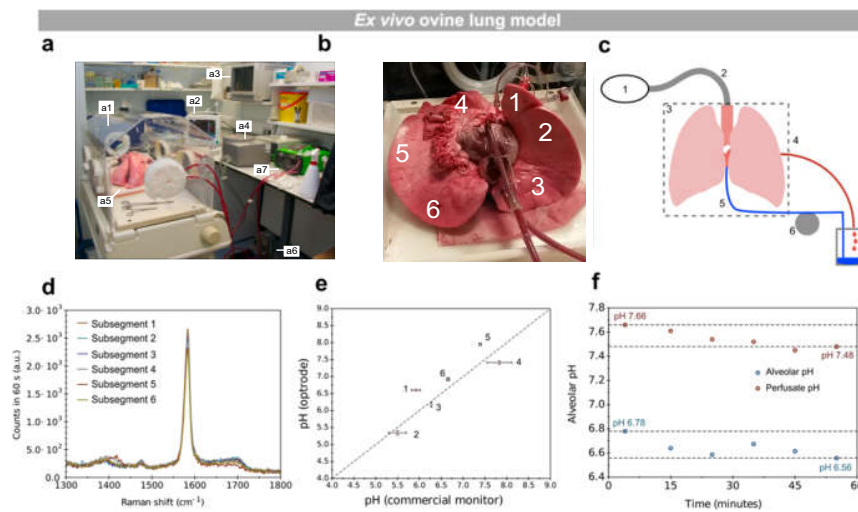 Ex vivo ovine lung model
a
b
c
a1
a2
a3
a4
a5
a6
a7
1
2
3
4
5
6
1
2
3
4
5
6
d
Counts in 60 s (a.u.)
3.0· 10³
2.5· 10³
2.0· 10³
1.5· 10³
1.0· 10³
5.0· 10²
0
Subsegment 1
Subsegment 2
Subsegment 3
Subsegment 4
Subsegment 5
Subsegment 6
1300 1400 1500 1600 1700 1800
Raman shift (cm⁻¹)
e
pH (optrode)
9.0
8.5
8.0
7.5
7.0
6.5
6.0
5.5
5.0
4.5
4.0
1
2
3
4
5
6
4.0 4.5 5.0 5.5 6.0 6.5 7.0 7.5 8.0 8.5 9.0
pH (commercial monitor)
f
Alveolar pH
7.8
7.6
7.4
7.2
7.0
6.8
6.6
6.4
pH 7.66
pH 7.48
Alveolar pH
Perfusate pH
pH 6.78
pH 6.56
0 15 30 45 60
Time (minutes)